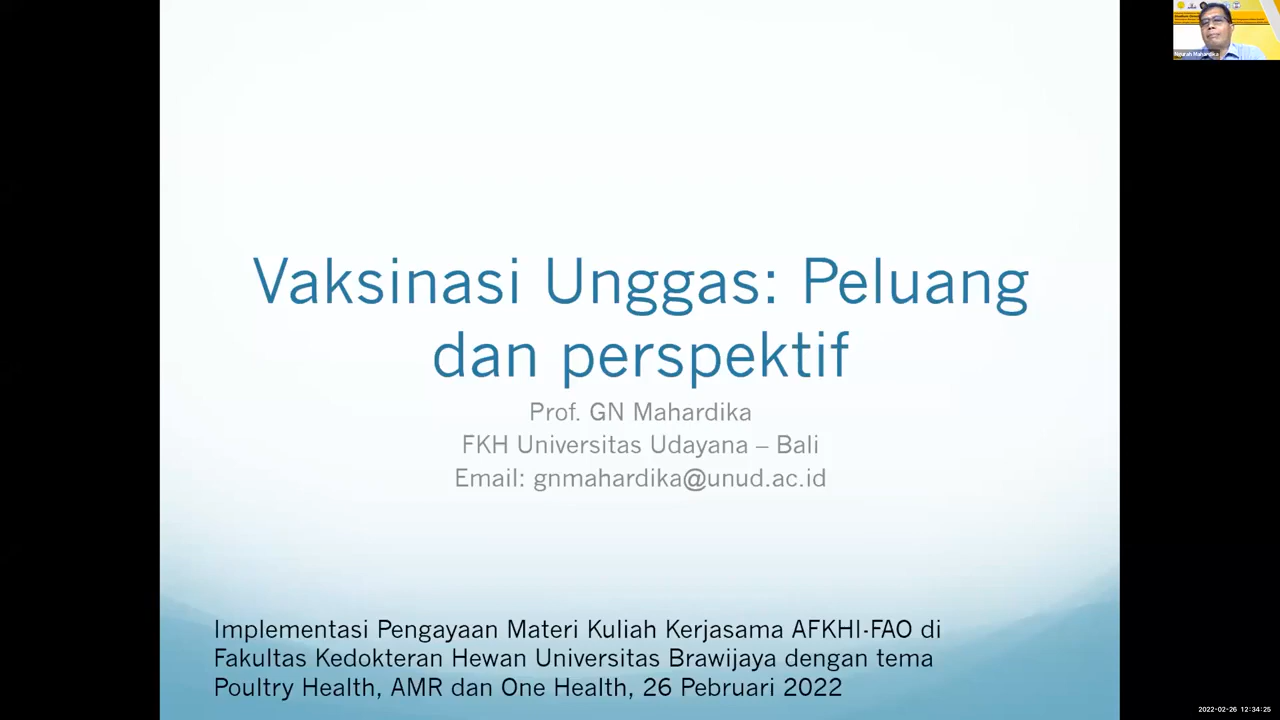 Vaksinasi Unggas: Peluang
dan perspektif
Prof. GN Mahardika
FKH Universitas Udayana – Bali
Email: gnmahardika@unud.ac.id
Implementasi Pengayaan Materi Kuliah Kerjasama AFKHI-FAO di
Fakultas Kedokteran Hewan Universitas Brawijaya dengan tema
Poultry Health, AMR dan One Health, 26 Pebruari 2022
Ngurah Mahardika
2022-02-26 12:34:25